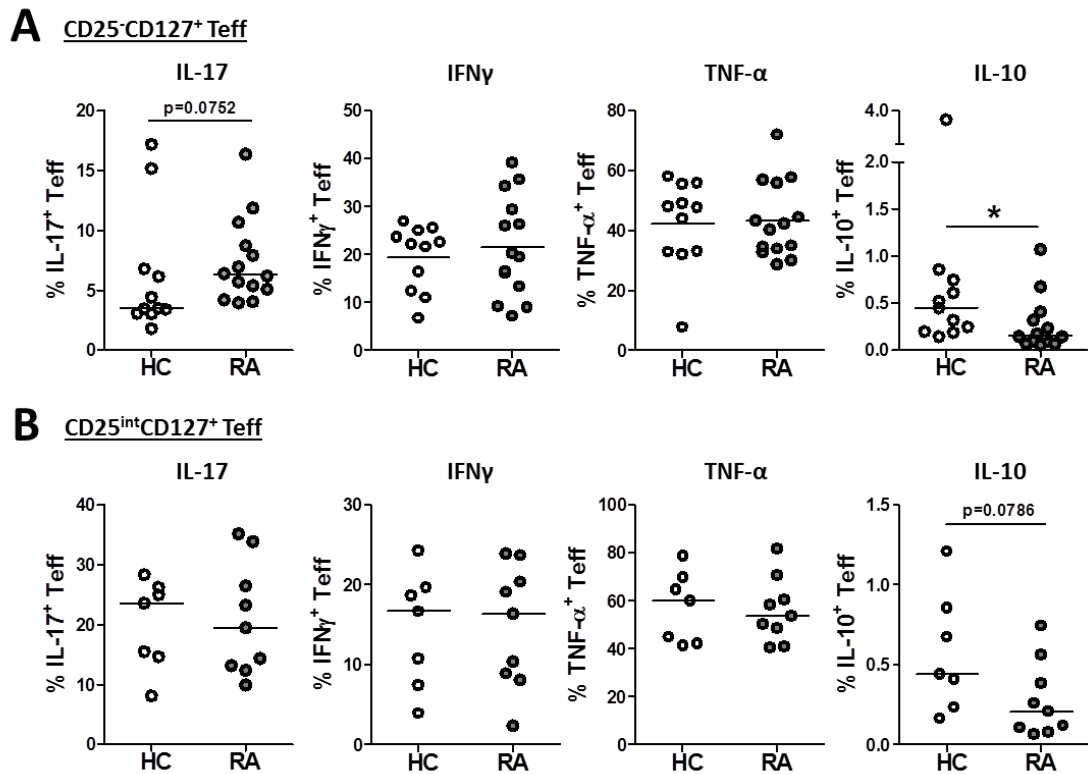 A CD25⁻CD127⁺ Teff
IL-17
p=0.0752
% IL-17⁺ Teff
20
15
10
5
0
HC RA
IFNγ
% IFNγ⁺ Teff
50
40
30
20
10
0
HC RA
TNF-α
% TNF-α⁺ Teff
80
60
40
20
0
HC RA
IL-10
*
% IL-10⁺ Teff
4.0
2.0
1.5
1.0
0.5
0.0
HC RA
B CD25ⁱⁿᵗCD127⁺ Teff
IL-17
% IL-17⁺ Teff
40
30
20
10
0
HC RA
IFNγ
% IFNγ⁺ Teff
30
20
10
0
HC RA
TNF-α
% TNF-α⁺ Teff
100
80
60
40
20
0
HC RA
IL-10
p=0.0786
% IL-10⁺ Teff
1.5
1.0
0.5
0.0
HC RA